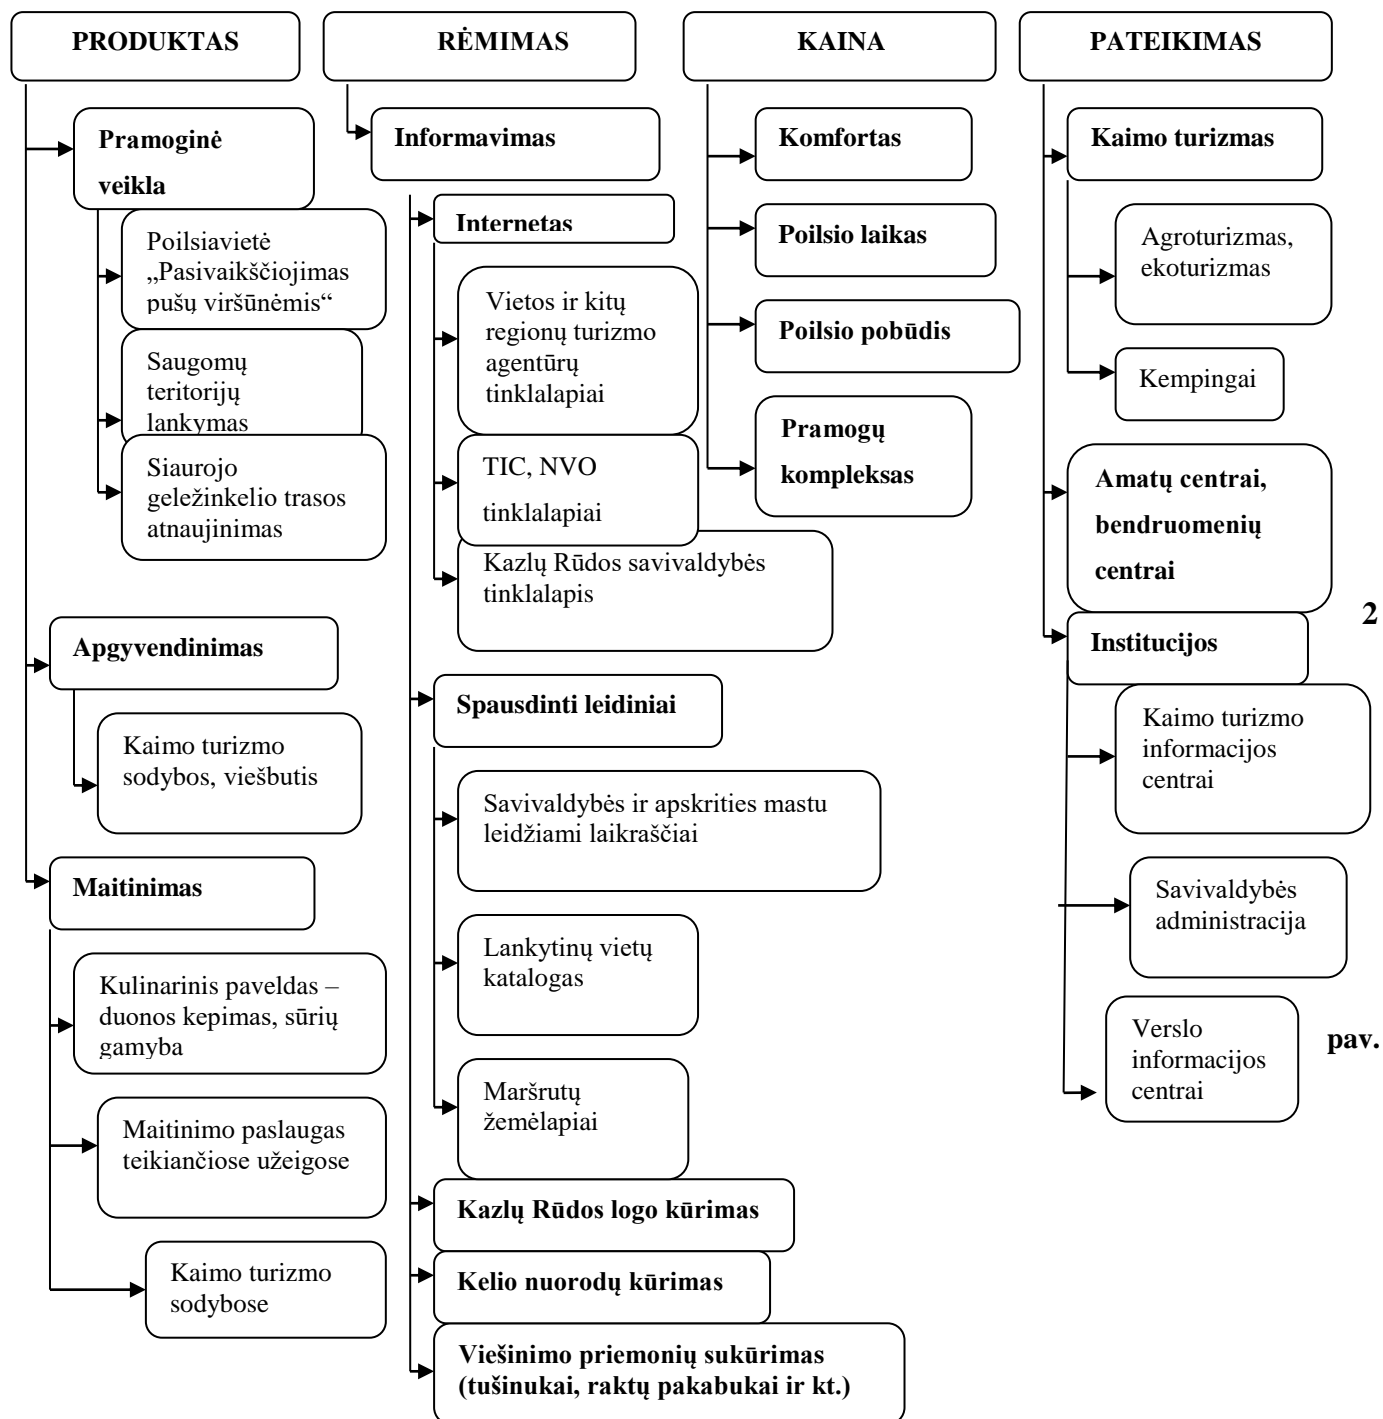 PRODUKTAS
Pramoginė
veikla
Poilsiavietė
„Pasivaikščiojimas
pušų viršūnėmis“
Saugomų
teritorijų
lankymas
Siaurojo
geležinkelio trasos
atnaujinimas
Apgyvendinimas
Kaimo turizmo
sodybos, viešbutis
Maitinimas
Kulinarinis paveldas –
duonos kepimas, sūrių
gamyba
Maitinimo paslaugas
teikiančiose užeigose
Kaimo turizmo
sodybose
RĖMIMAS
Informavimas
Internetas
Vietos ir kitų
regionų turizmo
agentūrų
tinklalapiai
TIC, NVO
tinklalapiai
Kazlų Rūdos savivaldybės
tinklalapis
Spausdinti leidiniai
Savivaldybės ir apskrities mastu
leidžiami laikraščiai
Lankytinų vietų
katalogas
Maršrutų
žemėlapiai
Kazlų Rūdos logo kūrimas
Kelio nuorodų kūrimas
Viešinimo priemonių sukūrimas
(tušinukai, raktų pakabukai ir kt.)
KAINA
Komfortas
Poilsio laikas
Poilsio pobūdis
Pramogų
kompleksas
PATEIKIMAS
Kaimo turizmas
Agroturizmas,
ekoturizmas
Kempingai
Amatų centrai,
bendruomenių
centrai
Institucijos
Kaimo turizmo
informacijos
centrai
Savivaldybės
administracija
Verslo
informacijos
centrai
2
pav.